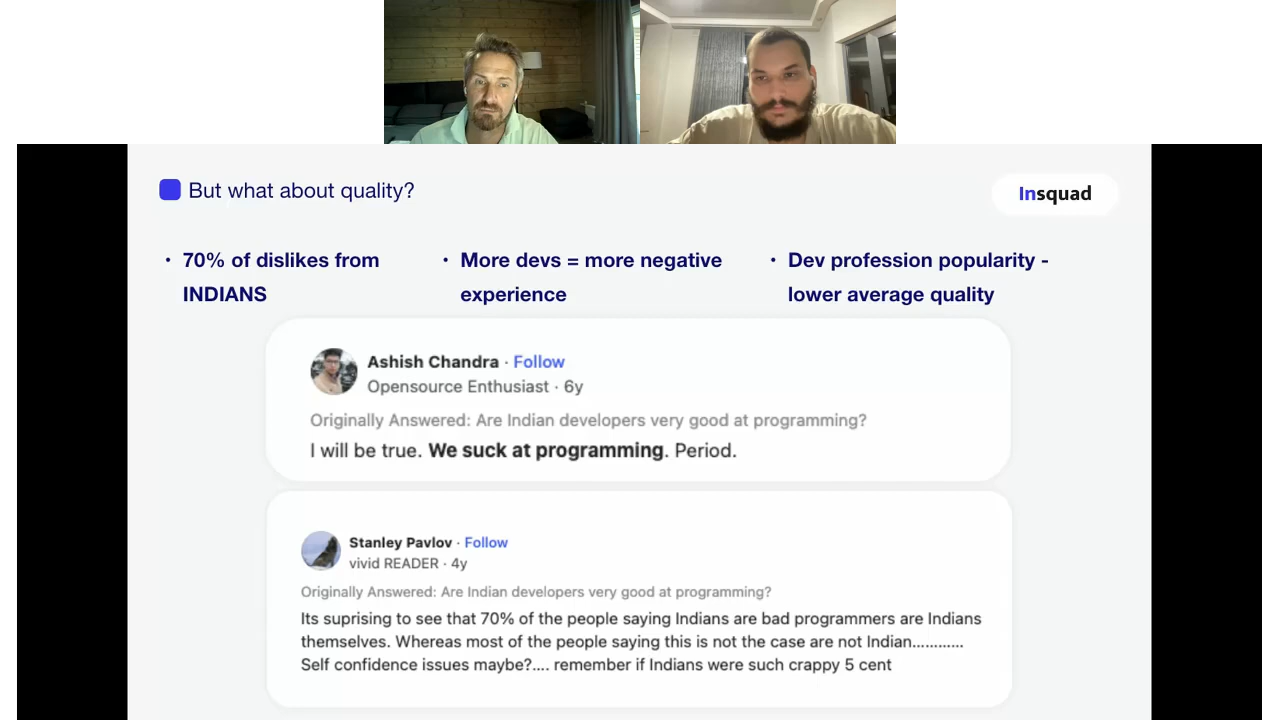 But what about quality?
Insquad
• 70% of dislikes from
INDIANS
• More devs = more negative
experience
• Dev profession popularity -
lower average quality
Ashish Chandra · Follow
Opensource Enthusiast · 6y
Originally Answered: Are Indian developers very good at programming?
I will be true. We suck at programming. Period.
Stanley Pavlov · Follow
vivid READER · 4y
Originally Answered: Are Indian developers very good at programming?
Its suprising to see that 70% of the people saying Indians are bad programmers are Indians
themselves. Whereas most of the people saying this is not the case are not Indian............
Self confidence issues maybe?.... remember if Indians were such crappy 5 cent